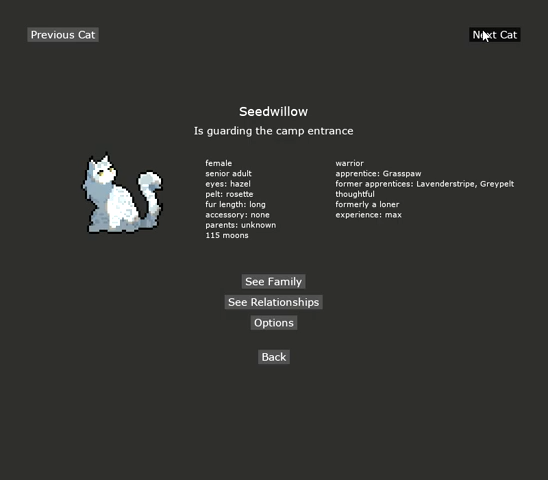 Previous Cat
Next Cat
Seedwillow
Is guarding the camp entrance
female
senior adult
eyes: hazel
pelt: rosette
fur length: long
accessory: none
parents: unknown
115 moons
warrior
apprentice: Grasspaw
former apprentices: Lavenderstripe, Greypelt
thoughtful
formerly a loner
experience: max
See Family
See Relationships
Options
Back